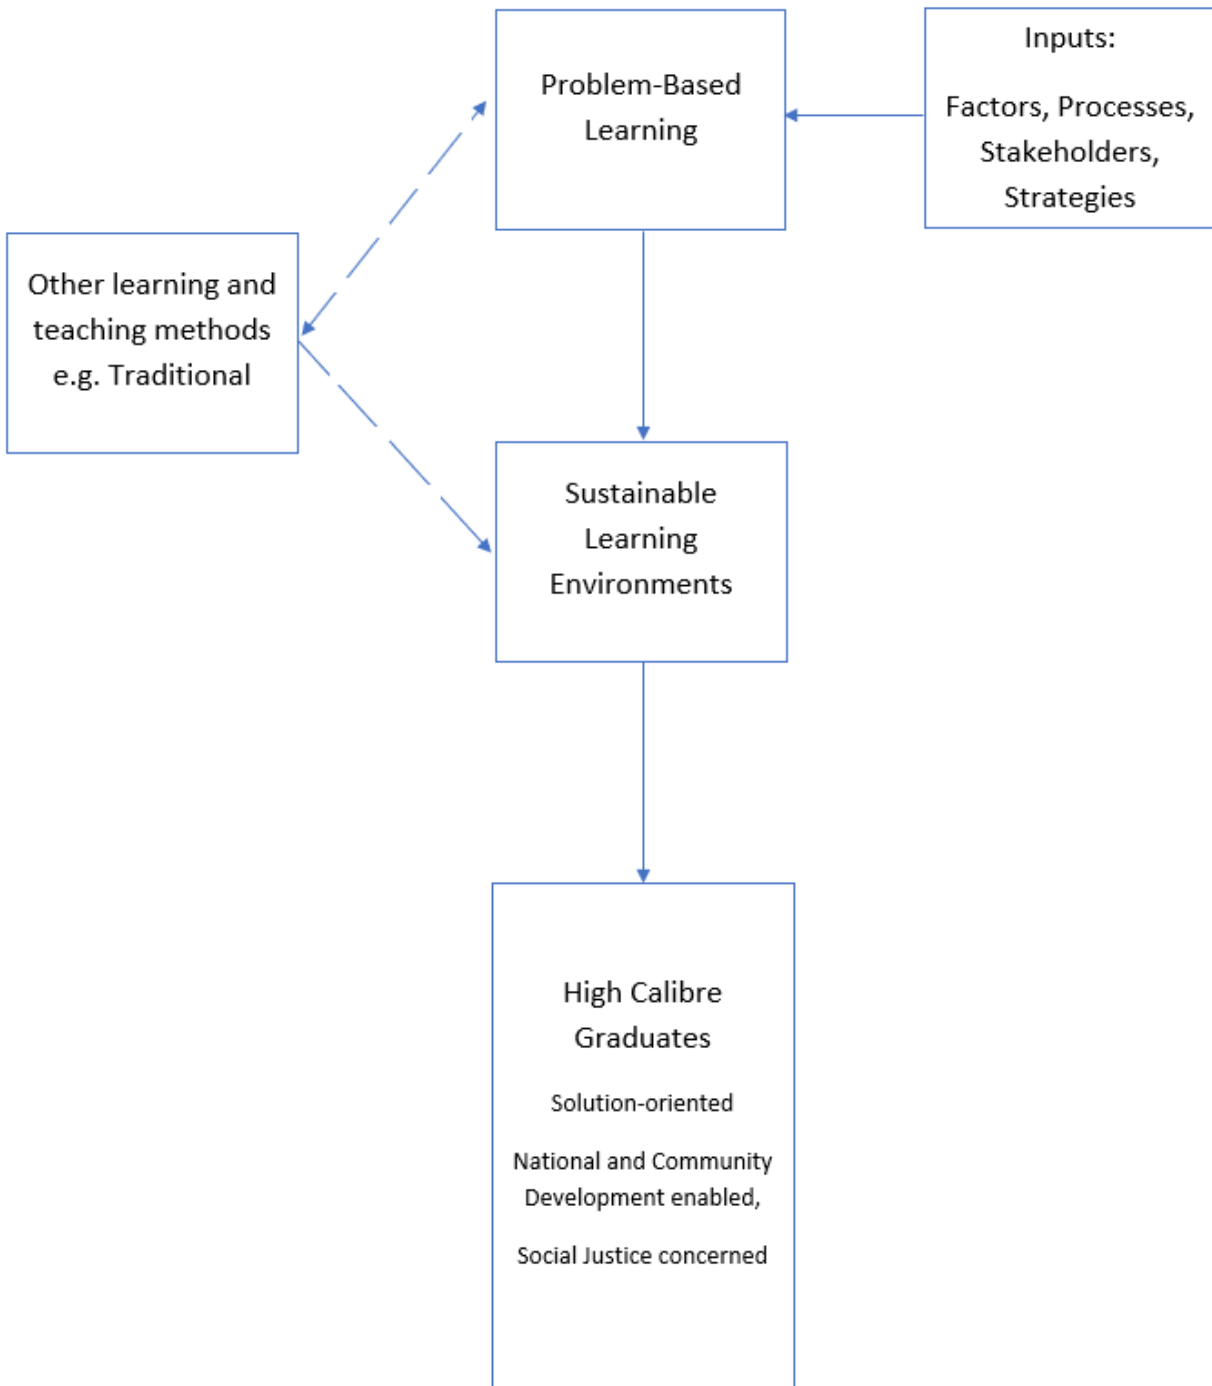 Problem-Based
Learning
Inputs:
Factors, Processes,
Stakeholders,
Strategies
Other learning and
teaching methods
e.g. Traditional
Sustainable
Learning
Environments
High Calibre
Graduates
Solution-oriented
National and Community
Development enabled,
Social Justice concerned